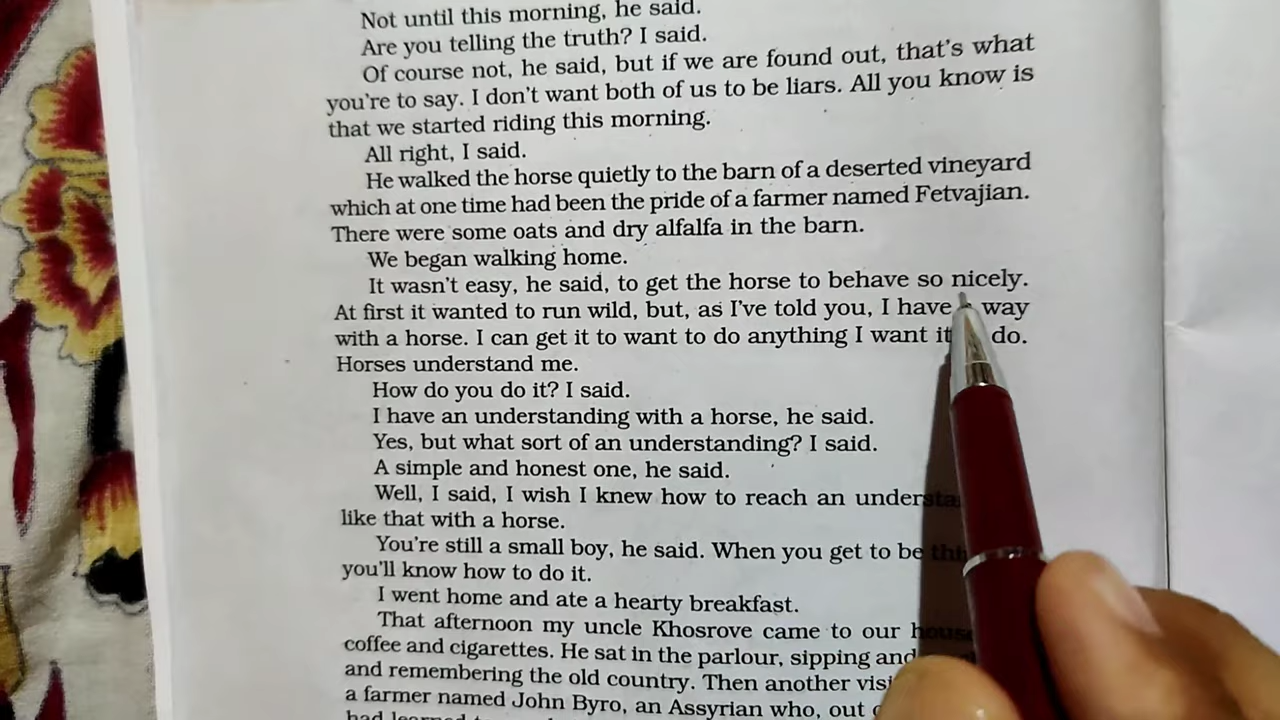 Not until this morning, he said.
Are you telling the truth? I said.
Of course not, he said, but if we are found out, that's what
you're to say. I don't want both of us to be liars. All you know is
that we started riding this morning.
All right, I said.
He walked the horse quietly to the barn of a deserted vineyard
which at one time had been the pride of a farmer named Fetvajian.
There were some oats and dry alfalfa in the barn.
We began walking home.
It wasn't easy, he said, to get the horse to behave so nicely.
At first it wanted to run wild, but, as I've told you, I have way
with a horse. I can get it to want to do anything I want it do.
Horses understand me.
How do you do it? I said.
I have an understanding with a horse, he said.
Yes, but what sort of an understanding? I said.
A simple and honest one, he said.
Well, I said, I wish I knew how to reach an
like that with a horse.
You're still a small boy, he said. When you get to be
you'll know how to do it.
I went home and ate a hearty breakfast.
That afternoon my uncle Khosrove came to our house
coffee and cigarettes. He sat in the parlour, sipping and
and remembering the old country. Then another
a farmer named John Byro, an Assyrian who, out
had